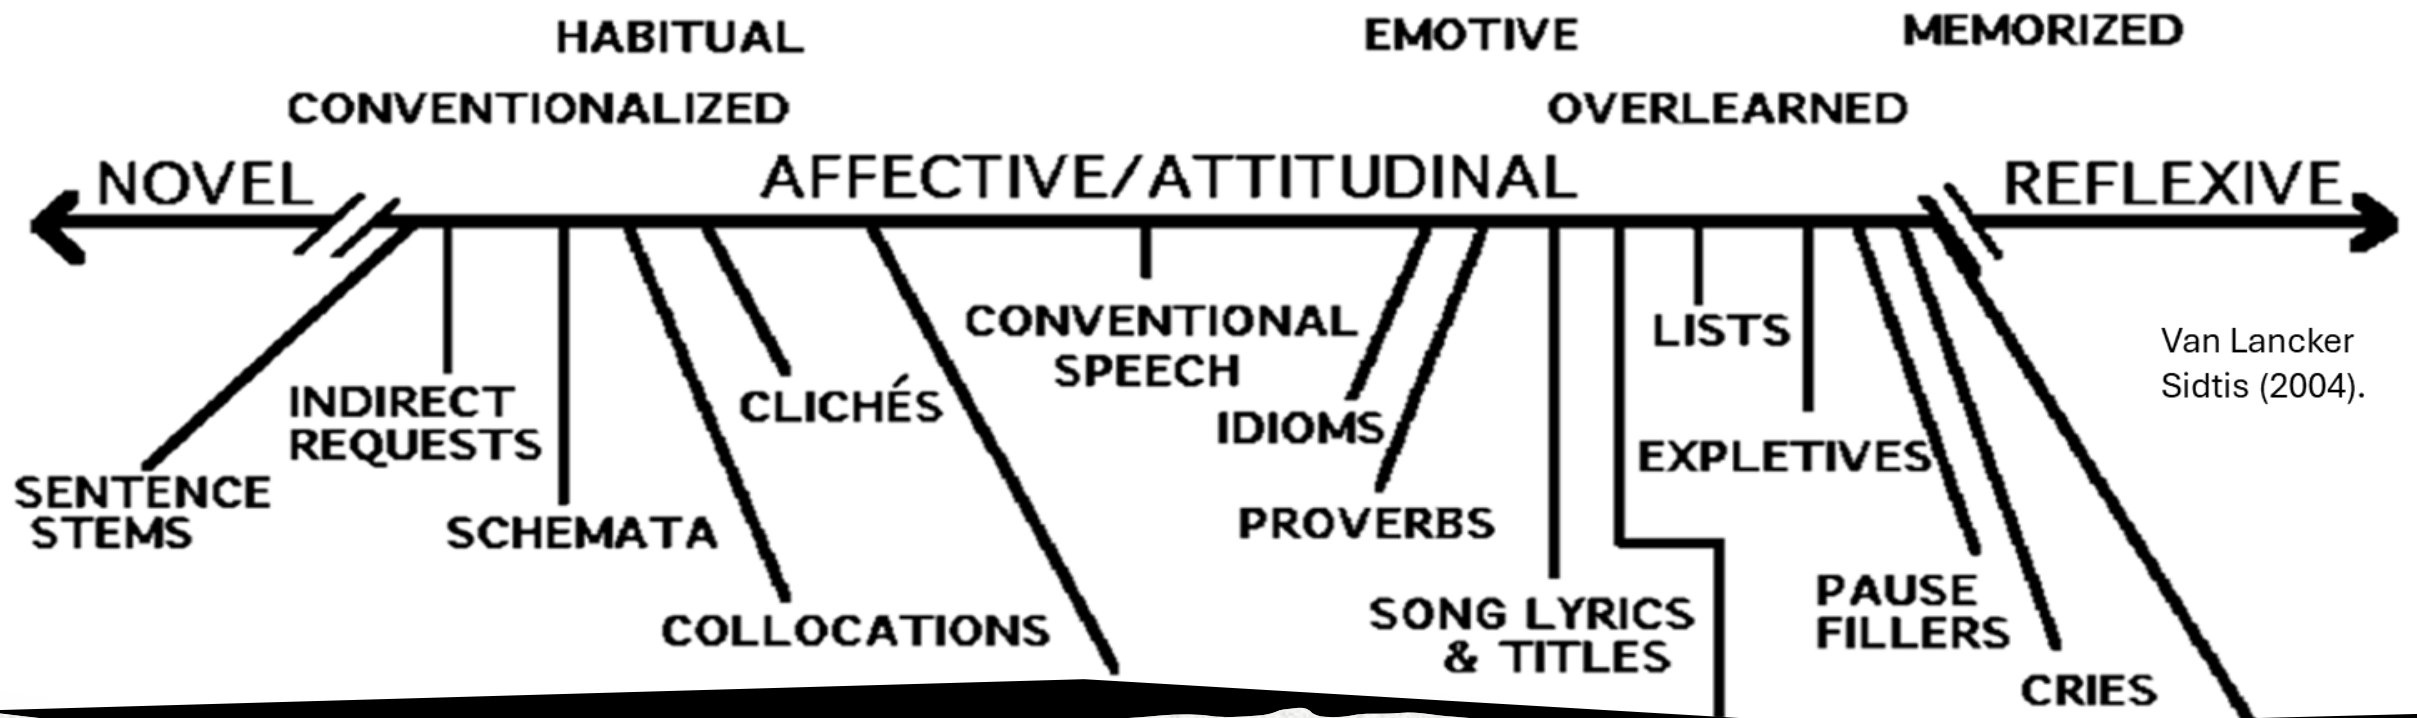 HABITUAL
EMOTIVE
MEMORIZED
CONVENTIONALIZED
OVERLEARNED
NOVEL
AFFECTIVE/ATTITUDINAL
REFLEXIVE
SENTENCE
STEMS
INDIRECT
REQUESTS
SCHEMATA
COLLOCATIONS
CLICHÉS
CONVENTIONAL
SPEECH
IDIOMS
PROVERBS
SONG LYRICS
& TITLES
LISTS
EXPLETIVES
PAUSE
FILLERS
CRIES
Van Lancker
Sidtis (2004).